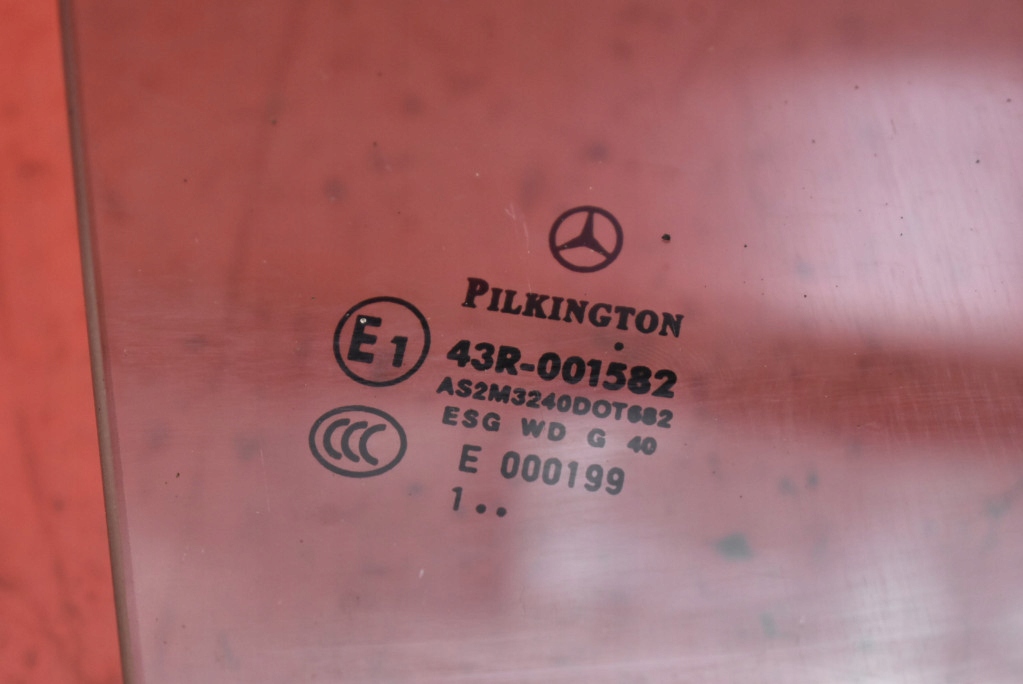 PILKINGTON
E1 43R-001582
AS2M3240DOT682
CCC ESG WD G 40
E 000199
1..